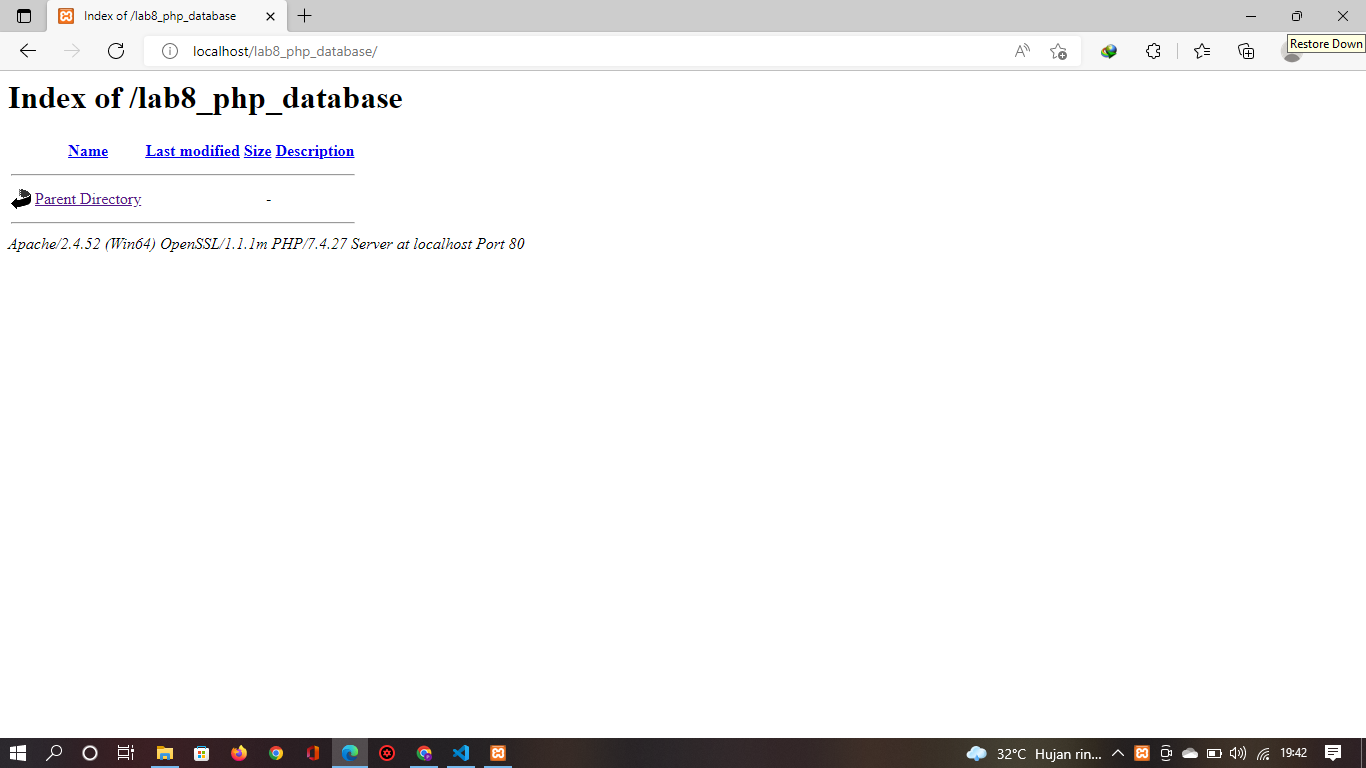 Index of /lab8_php_database
localhost/lab8_php_database/
Restore Down
Index of /lab8_php_database
Name Last modified Size Description
Parent Directory -
Apache/2.4.52 (Win64) OpenSSL/1.1.1m PHP/7.4.27 Server at localhost Port 80
32°C Hujan rin... 19:42